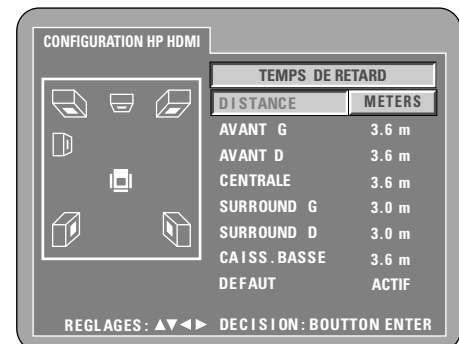 CONFIGURATION HP HDMI
TEMPS DE RETARD
DISTANCE METERS
AVANT G 3.6 m
AVANT D 3.6 m
CENTRALE 3.6 m
SURROUND G 3.0 m
SURROUND D 3.0 m
CAISS.BASSE 3.6 m
DEFAUT ACTIF
REGLAGES: ▲▼◄► DECISION: BOUTTON ENTER